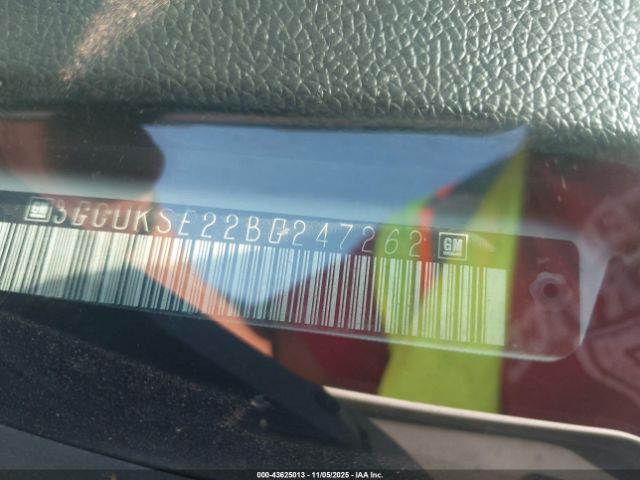 GM 3GCUKSE22BG247262 GM
000-43625013 - 11/05/2025 - IAA Inc.